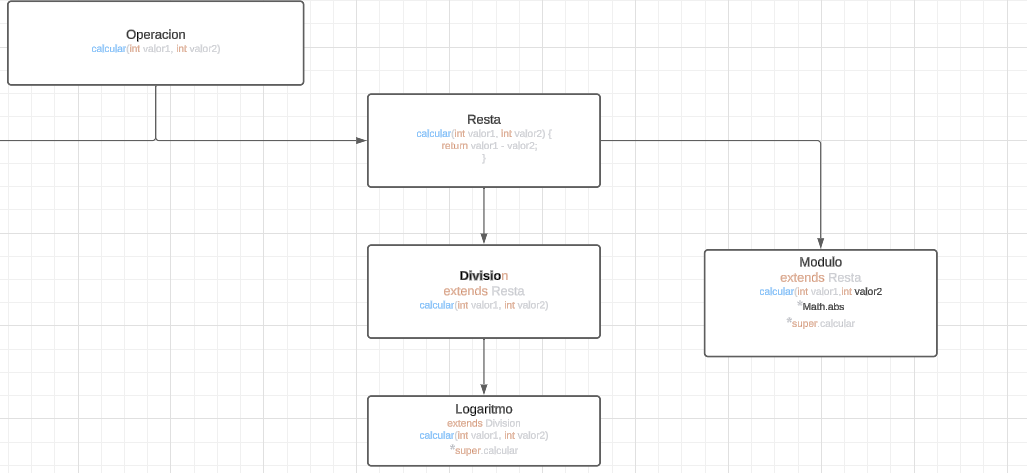 Operacion
calcular(int valor1, int valor2)
Resta
calcular(int valor1, int valor2) {
return valor1 - valor2;
}
Division
extends Resta
calcular(int valor1, int valor2)
Modulo
extends Resta
calcular(int valor1,int valor2
*Math.abs
*super.calcular
Logaritmo
extends Division
calcular(int valor1, int valor2)
*super.calcular